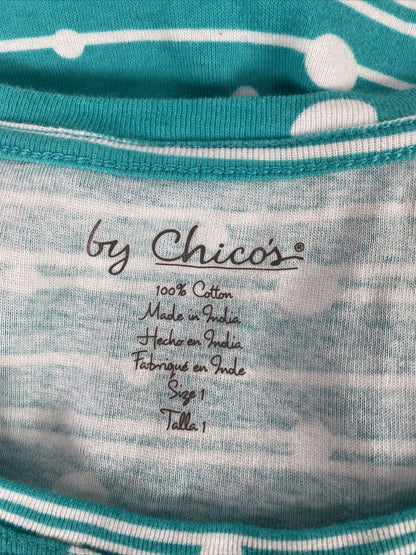 by Chico's®
100% Cotton
Made in India
Hecho en India
Fabriqué en Inde
Size 1
Talla 1